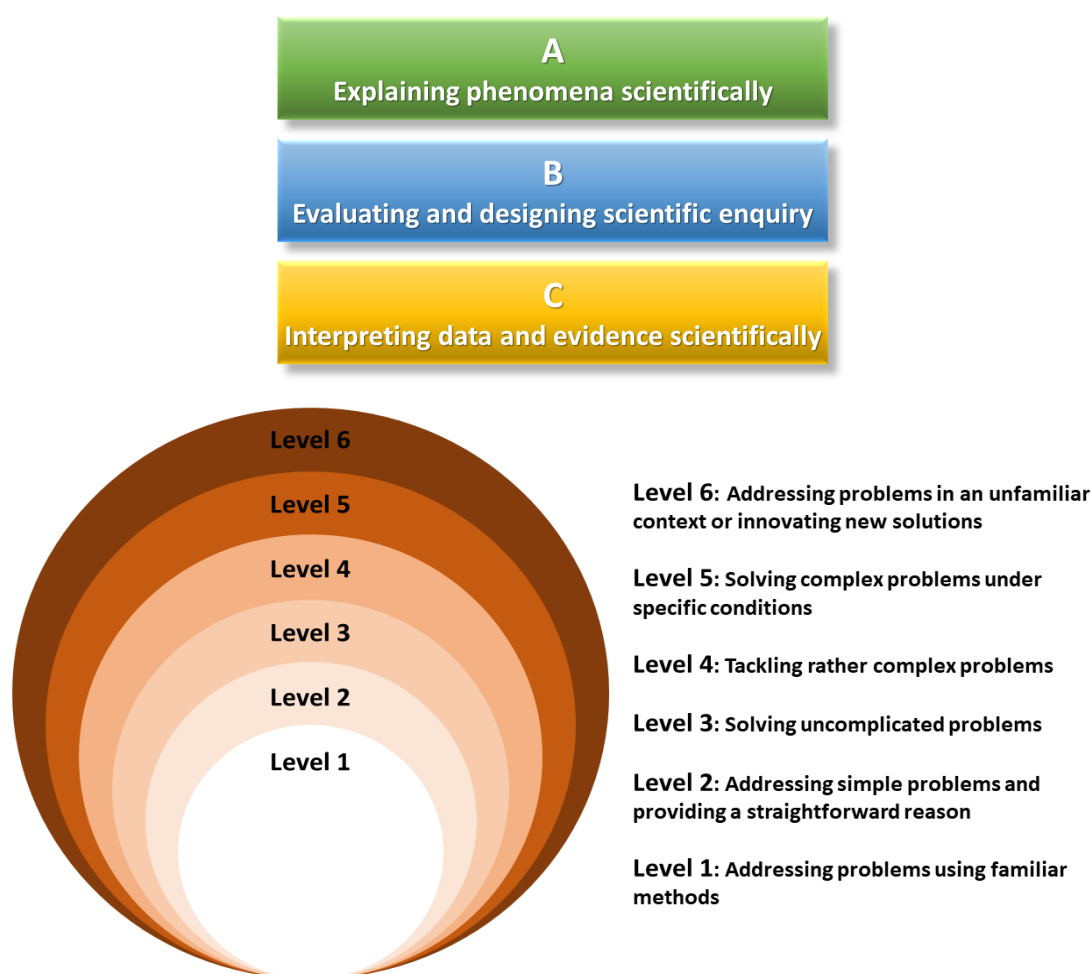 A
Explaining phenomena scientifically
B
Evaluating and designing scientific enquiry
C
Interpreting data and evidence scientifically
Level 6
Level 5
Level 4
Level 3
Level 2
Level 1
Level 6: Addressing problems in an unfamiliar
context or innovating new solutions
Level 5: Solving complex problems under
specific conditions
Level 4: Tackling rather complex problems
Level 3: Solving uncomplicated problems
Level 2: Addressing simple problems and
providing a straightforward reason
Level 1: Addressing problems using familiar
methods